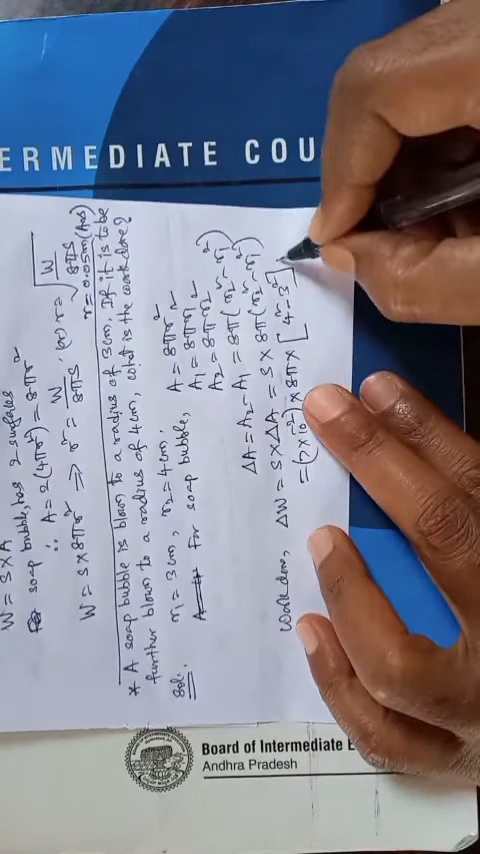 ERMEDIATE COU
W = S X A
For soap bubble, has 2 surfaces
∴ A = 2(4πr²) = 8πr²
W = S X 8πr² ⇒ r² = W/8πS (or) r = √W/8πS
r = 0.05m (Ans)
* A soap bubble is blown to a radius of 3cm. If it is to be
further blown to a radius of 4cm, what is the work done?
Sol:. r₁ = 3cm, r₂ = 4cm.
For soap bubble, A = 8πr²
A₁ = 8πr₁²
A₂ = 8πr₂²
ΔA = A₂ - A₁ = 8π(r₂² - r₁²)
Work done, ΔW = S X ΔA = S X 8π(r₂² - r₁²)
= (7 X 10⁻²) X 8π X [4² - 3²]
Board of Intermediate E
Andhra Pradesh